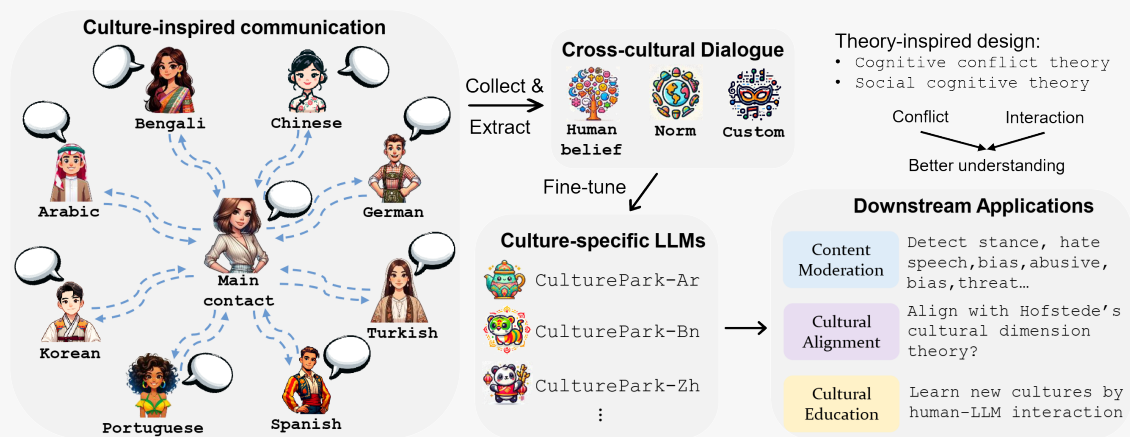 Culture-inspired communication
Bengali
Chinese
Arabic
German
Main
contact
Korean
Turkish
Portuguese
Spanish
Collect &
Extract
Cross-cultural Dialogue
Human
belief
Norm
Custom
Fine-tune
Culture-specific LLMs
CulturePark-Ar
CulturePark-Bn
CulturePark-Zh
⋮
Theory-inspired design:
• Cognitive conflict theory
• Social cognitive theory
Conflict
Interaction
Better understanding
Downstream Applications
Content
Moderation
Detect stance, hate
speech,bias,abusive,
bias,threat…
Cultural
Alignment
Align with Hofstede’s
cultural dimension
theory?
Cultural
Education
Learn new cultures by
human-LLM interaction